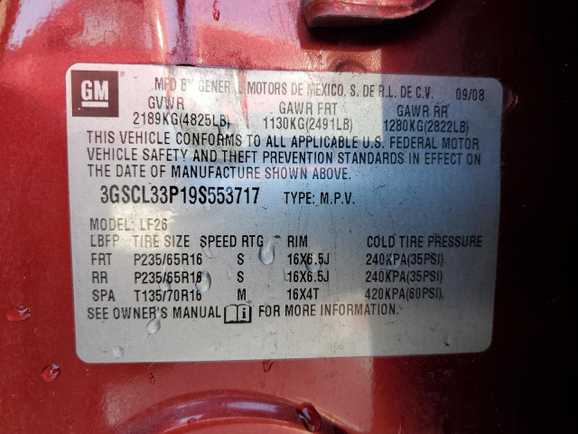 GM
MFD BY GENERAL MOTORS DE MEXICO, S. DE R.L. DE C.V. 09/08
GVWR GAWR FRT GAWR RR
2189KG(4825LB) 1130KG(2491LB) 1280KG(2822LB)
THIS VEHICLE CONFORMS TO ALL APPLICABLE U.S. FEDERAL MOTOR
VEHICLE SAFETY AND THEFT PREVENTION STANDARDS IN EFFECT ON
THE DATE OF MANUFACTURE SHOWN ABOVE.
3GSCL33P19S553717 TYPE: M.P.V.
MODEL: LF26
LBFP TIRE SIZE SPEED RTG RIM COLD TIRE PRESSURE
FRT P235/65R16 S 16X6.5J 240KPA(35PSI)
RR P235/65R16 S 16X6.5J 240KPA(35PSI)
SPA T135/70R16 M 16X4T 420KPA(60PSI)
SEE OWNER'S MANUAL i FOR MORE INFORMATION.